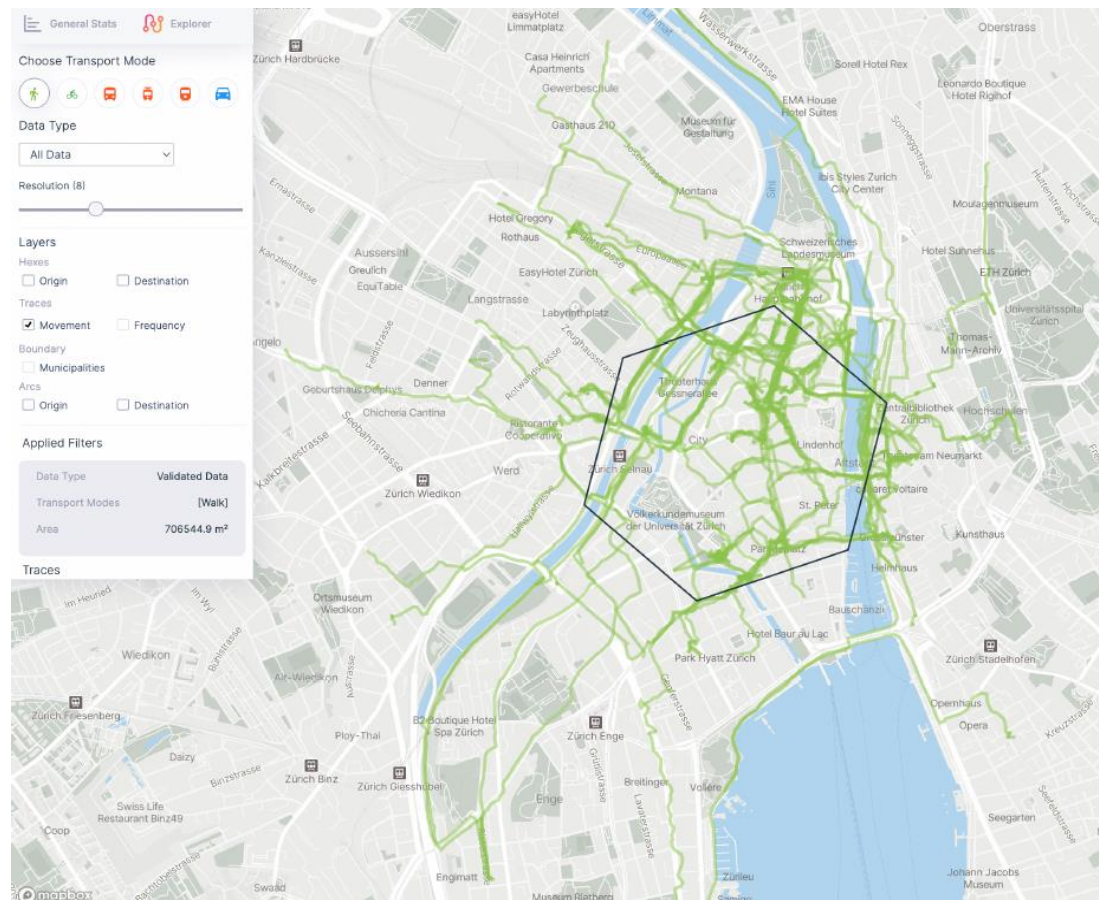 General Stats
Explorer
Choose Transport Mode
Data Type
All Data
Resolution (8)
Layers
Hexes
Origin
Destination
Traces
Movement
Frequency
Boundary
Municipalities
Arcs
Origin
Destination
Applied Filters
Data Type
Validated Data
Transport Modes
[Walk]
Area
706544.9 m²
Traces
easyHotel
Limmatplatz
Limmat
Wasserwerkstrasse
Oberstrass
Zürich Hardbrücke
Casa Heinrich
Apartments
Gewerbeschule
Sorell Hotel Rex
Leonardo Boutique
Hotel Rigihof
EMA House
Hotel Suites
Museum für
Gestaltung
Gasthaus 210
Josefstrasse
Sonneggstrasse
Sihl
Ibis Styles Zurich
City Center
Huttenstrasse
Hochstrasse
Ernastrasse
Montana
Moulagenmuseum
Hotel Gregory
Rothaus
Europaallee
Schweizerisches
Landesmuseum
Hotel Sunnehus
ETH Zürich
Kanzleistrasse
Aussersihl
Greulich
EquiTable
EasyHotel Zürich
Langstrasse
Hauptbahnhof
Universitätsspital
Zürich
Labyrinthplatz
Zeughausstrasse
Thomas-
Mann-Archiv
Feldstrasse
Rotwandstrasse
Denner
Geburtshaus Delphys
Chicheria Cantina
Theaterhaus
Gessnerallee
Zentralbibliothek
Zürich
Hochschulen
Seebahnstrasse
Ristorante
Cooperativo
City
Lindenhof
Altstadt
Theater am Neumarkt
Kalkbreitestrasse
Werd
Zürich Selnau
Zürich Wiedikon
Cabaret Voltaire
St. Peter
Völkerkundemuseum
der Universität Zürich
Paradeplatz
Grossmünster
Kunsthaus
Helmhaus
Im Heuried
Im Wyl
Ortsmuseum
Wiedikon
Bauschänzli
Bühlstrasse
Hotel Baur au Lac
Wiedikon
Alt-Wiedikon
Park Hyatt Zürich
Zürich Stadelhofen
Zürich Friesenberg
B2 Boutique Hotel
Spa Zürich
Opernhaus
Opera
Kreuzstrasse
Ploy-Thai
Zürich Enge
Daizy
Binzstrasse
Zürich Binz
Zürich Giesshübel
Grütlistrasse
Breitinger
Voliere
Swiss Life
Restaurant Binz49
Enge
Lavaterstrasse
Seefeldstrasse
Seegarten
Coop
Bachtobelstrasse
Engimatt
Johann Jacobs
Museum
Swaad
Museum Rietberg
mapbox